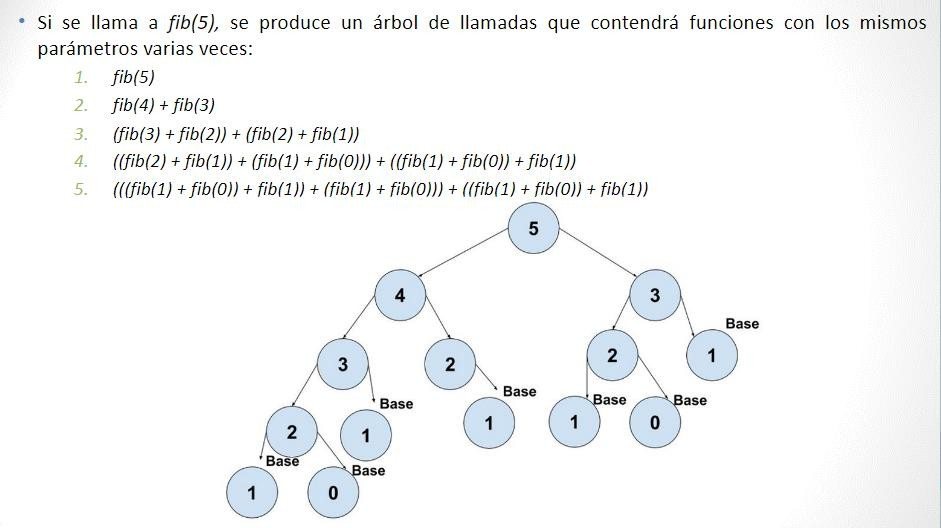 • Si se llama a fib(5), se produce un árbol de llamadas que contendrá funciones con los mismos
parámetros varias veces:
1. fib(5)
2. fib(4) + fib(3)
3. (fib(3) + fib(2)) + (fib(2) + fib(1))
4. ((fib(2) + fib(1)) + (fib(1) + fib(0))) + ((fib(1) + fib(0)) + fib(1))
5. (((fib(1) + fib(0)) + fib(1)) + (fib(1) + fib(0))) + ((fib(1) + fib(0)) + fib(1))
5
4 3
Base
3 2 2 1
Base Base Base Base
2 1 1 1 0
Base Base
1 0